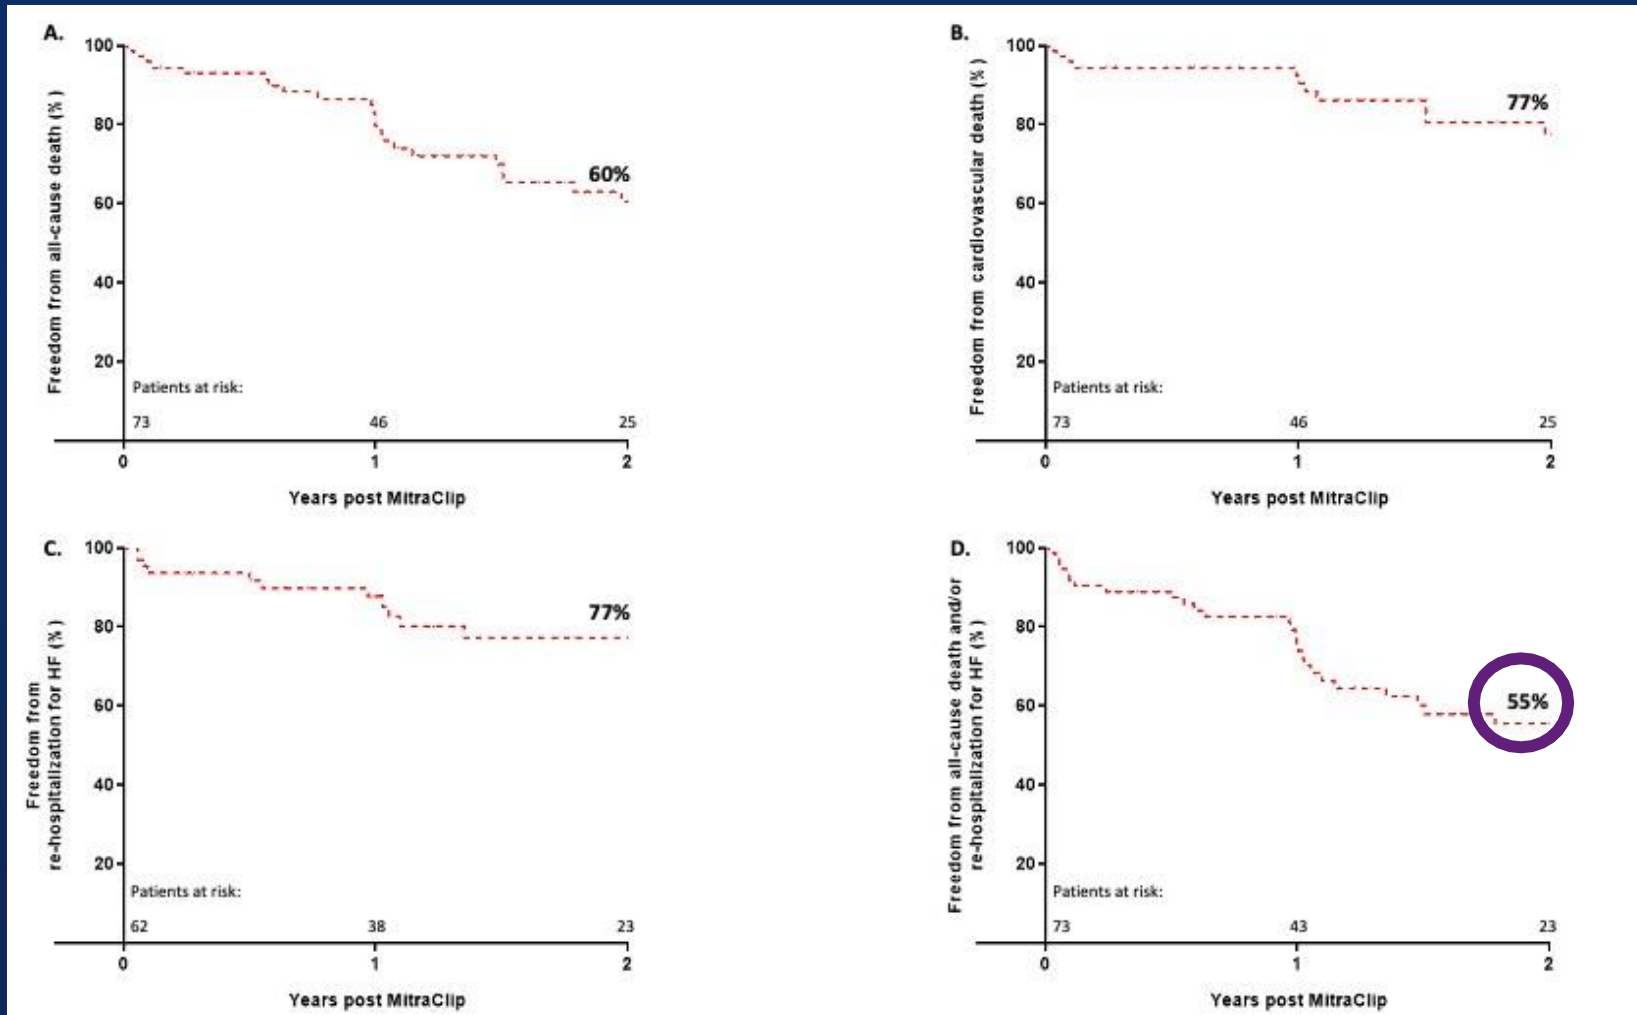 A.
Freedom from all-cause death (%)
100
80
60
40
20
60%
Patients at risk:
73 46 25
0 1 2
Years post MitraClip
B.
Freedom from cardiovascular death (%)
100
80
60
40
20
77%
Patients at risk:
73 46 25
0 1 2
Years post MitraClip
C.
Freedom from
re-hospitalization for HF (%)
100
80
60
40
20
77%
Patients at risk:
62 38 23
0 1 2
Years post MitraClip
D.
Freedom from all-cause death and/or
re-hospitalization for HF (%)
100
80
60
40
20
55%
Patients at risk:
73 43 23
0 1 2
Years post MitraClip